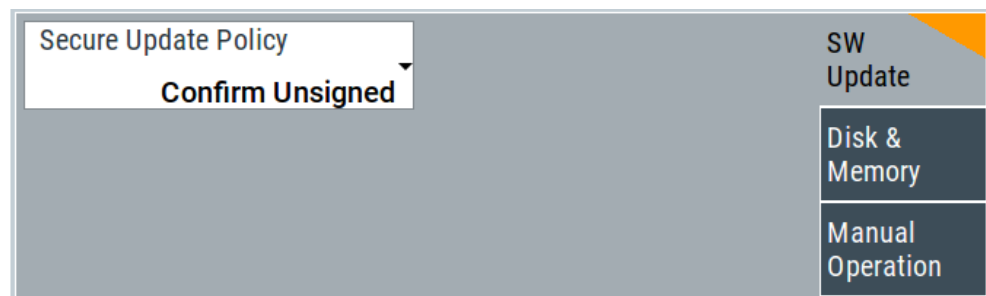 Secure Update Policy
Confirm Unsigned
SW
Update
Disk &
Memory
Manual
Operation